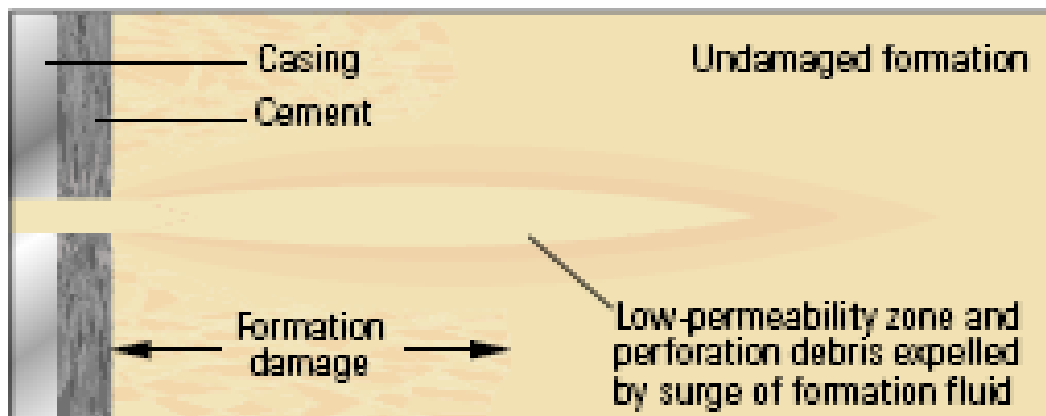 Casing
Undamaged formation
Cement
Formation
damage
Low-permeability zone and
perforation debris expelled
by surge of formation fluid